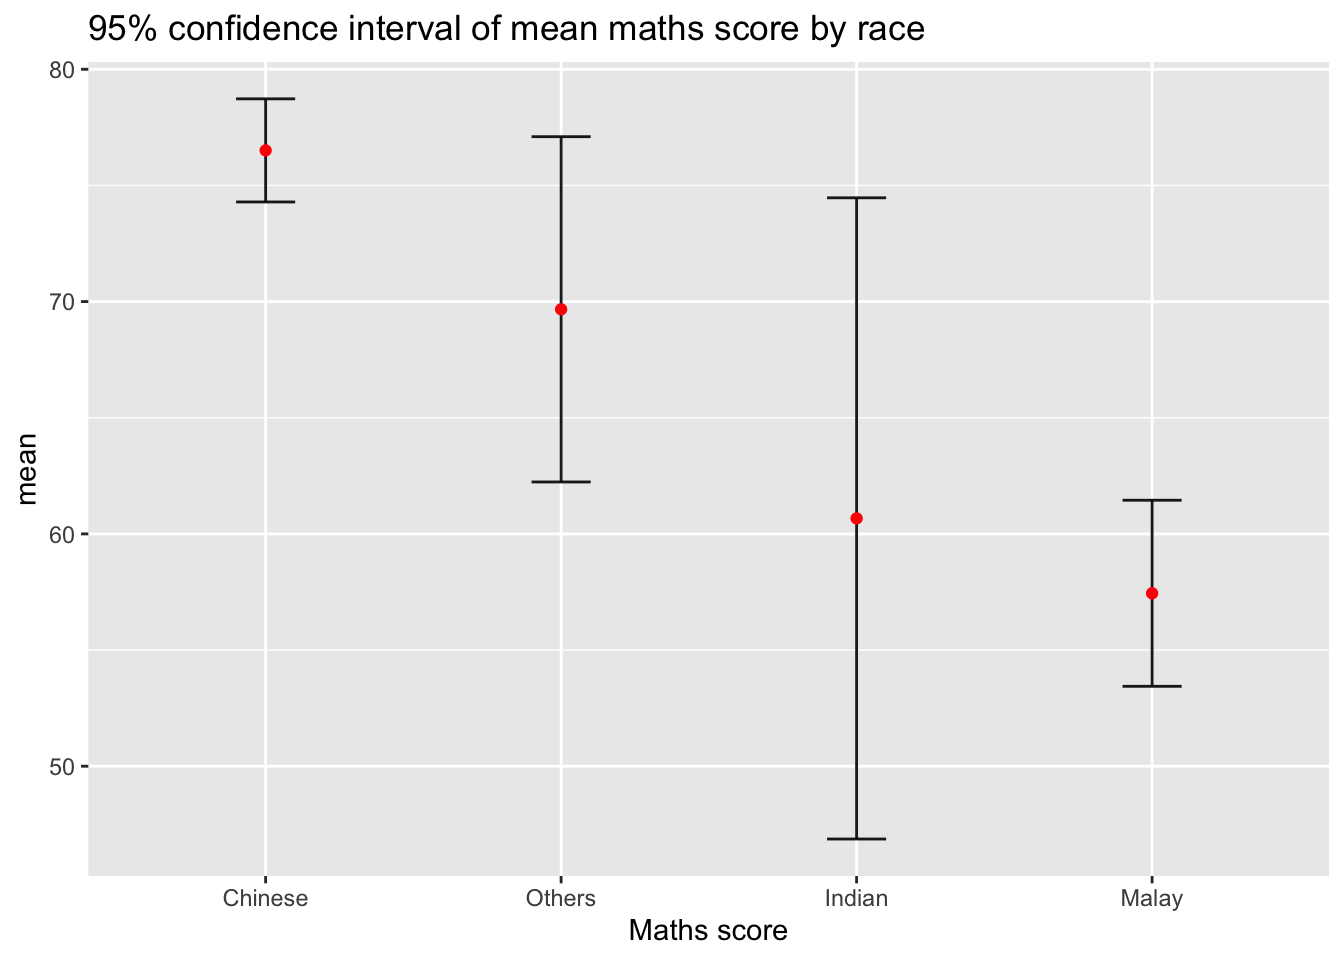 95% confidence interval of mean maths score by race
80
70
60
50
mean
Chinese Others Indian Malay
Maths score